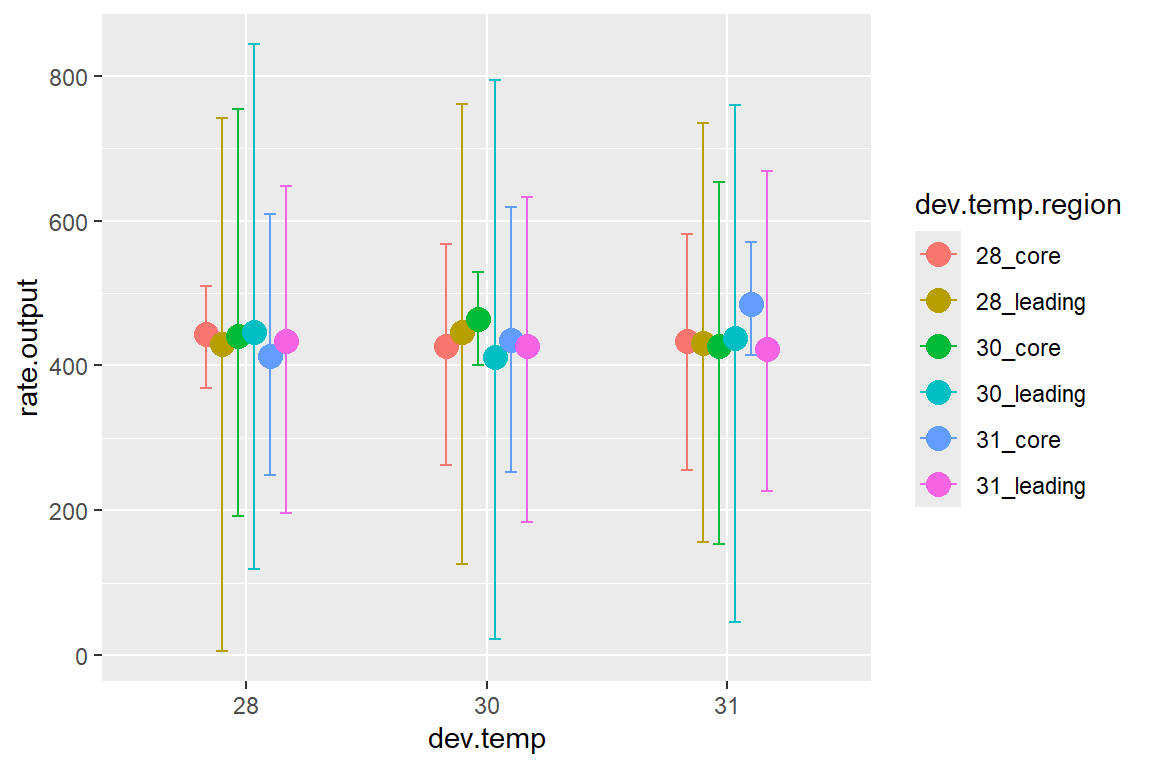 800
600
400
200
0
rate.output
28
30
31
dev.temp
dev.temp.region
28_core
28_leading
30_core
30_leading
31_core
31_leading